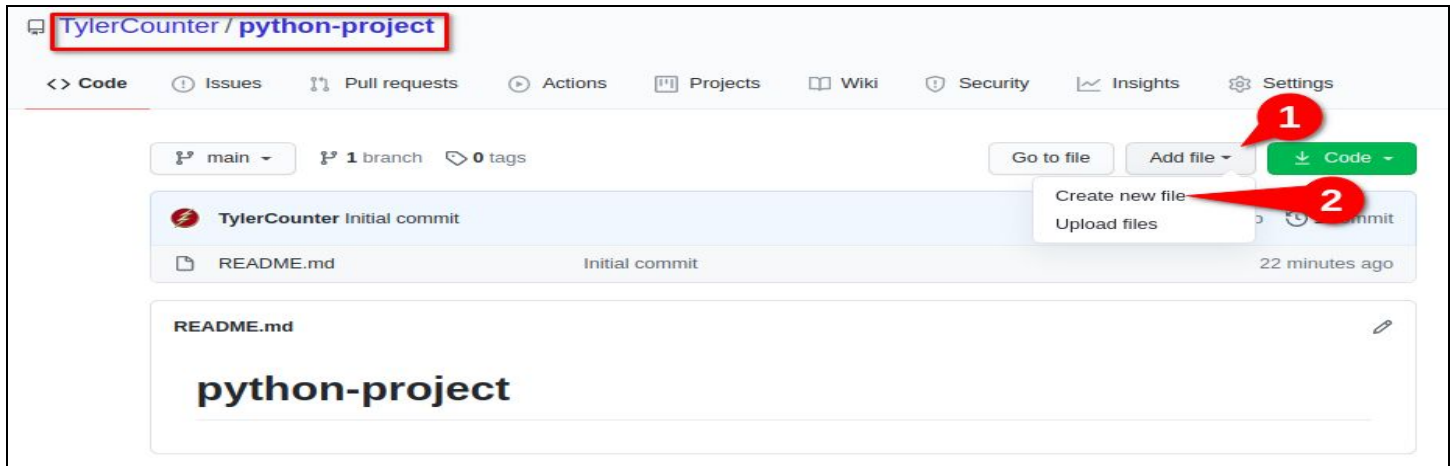 TylerCounter / python-project
<> Code Issues Pull requests Actions Projects Wiki Security Insights Settings
1
main 1 branch 0 tags Go to file Add file Code
Create new file 2
TylerCounter Initial commit
Upload files
README.md Initial commit 22 minutes ago
README.md
python-project